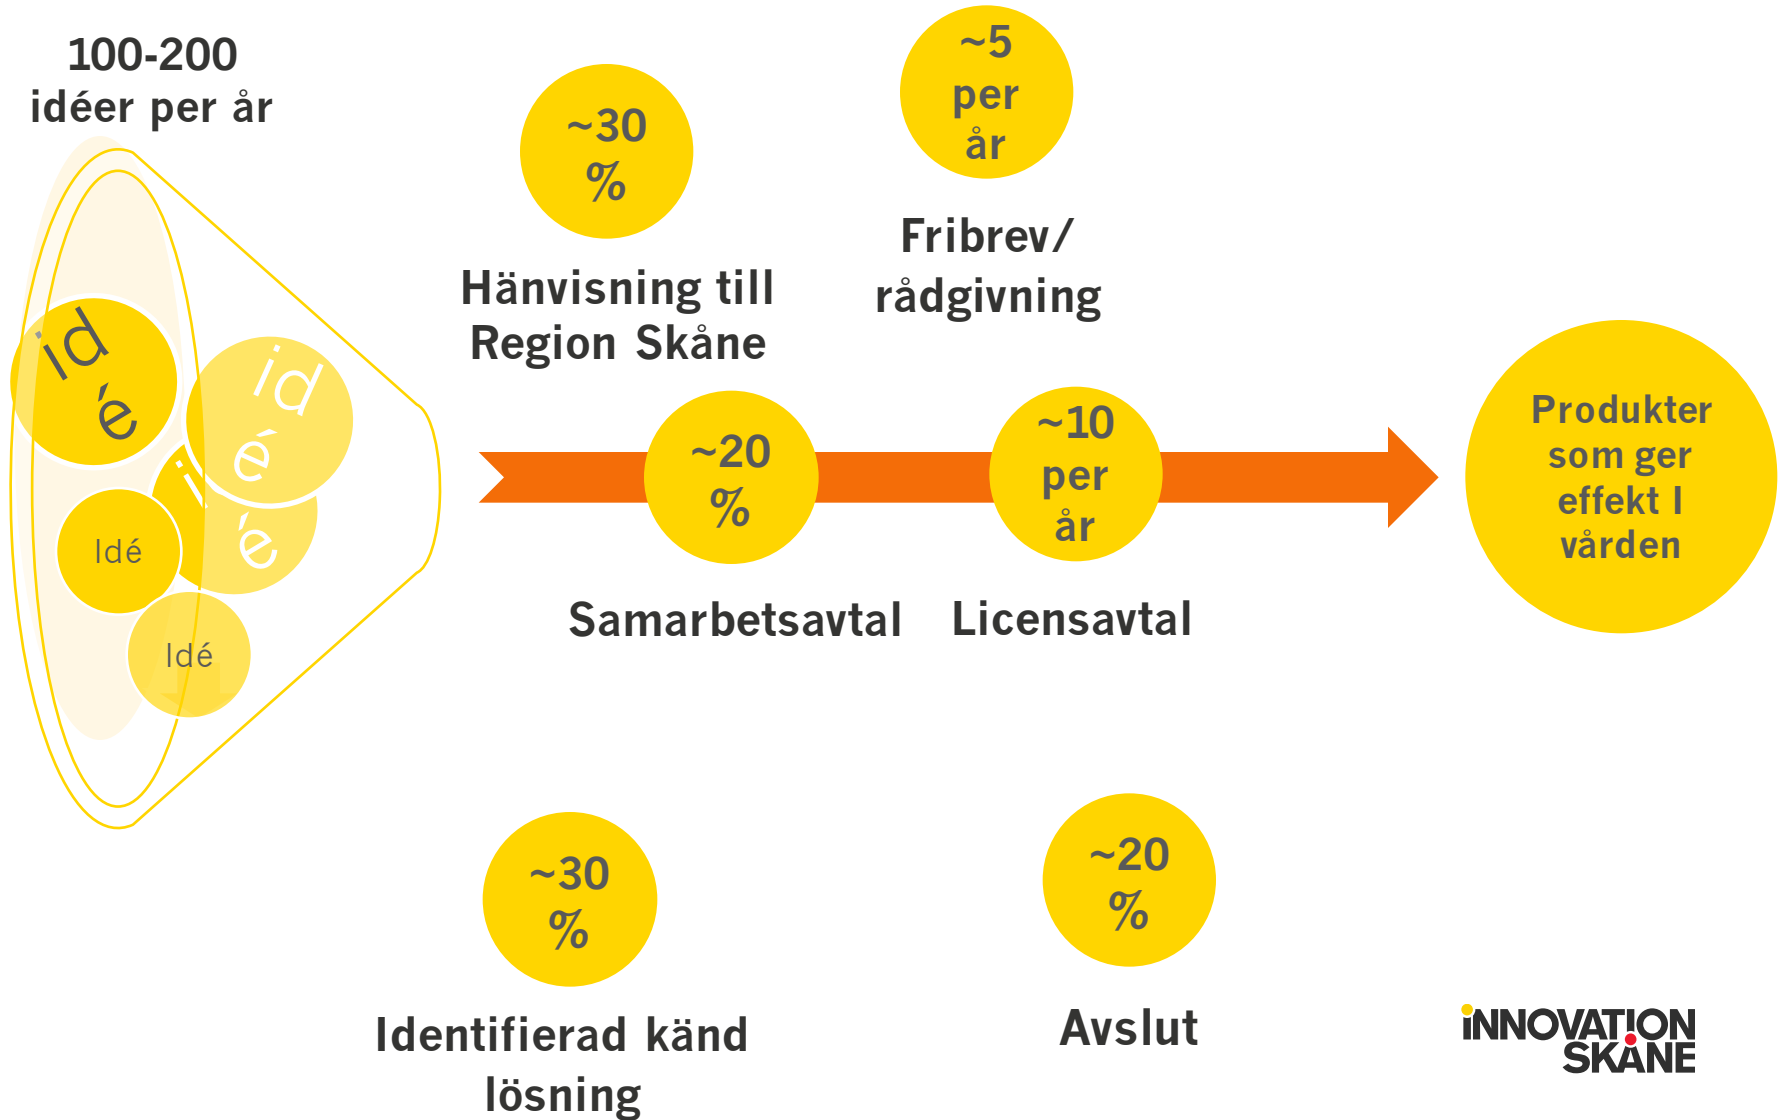 100-200
idéer per år
~30
%
Hänvisning till
Region Skåne
~5
per
år
Fribrev/
rådgivning
id
é
id
é
i
é
Idé
Idé
~20
%
Samarbetsavtal
~10
per
år
Licensavtal
Produkter
som ger
effekt I
vården
~30
%
Identifierad känd
lösning
~20
%
Avslut
INNOVATION
SKÅNE